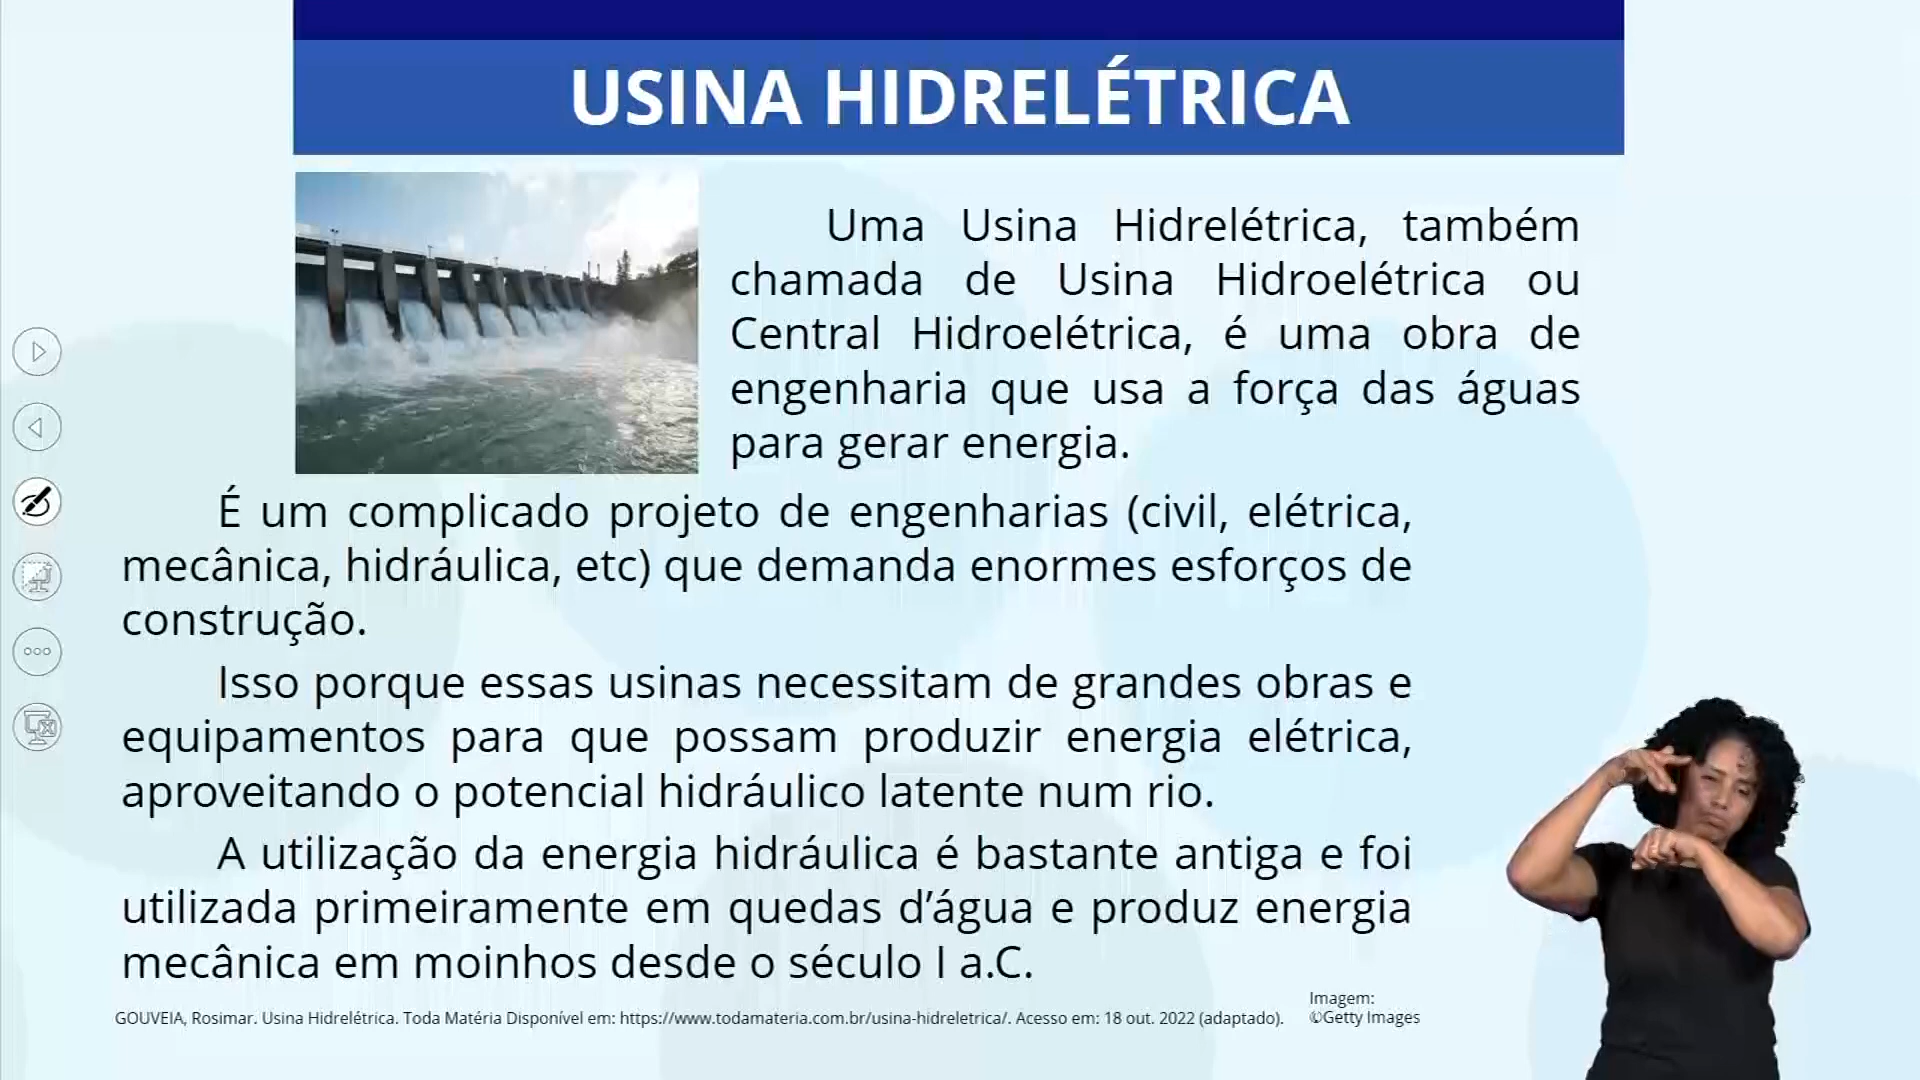 USINA HIDRELÉTRICA
Uma Usina Hidrelétrica, também
chamada de Usina Hidroelétrica ou
Central Hidroelétrica, é uma obra de
engenharia que usa a força das águas
para gerar energia.
É um complicado projeto de engenharias (civil, elétrica,
mecânica, hidráulica, etc) que demanda enormes esforços de
construção.
Isso porque essas usinas necessitam de grandes obras e
equipamentos para que possam produzir energia elétrica,
aproveitando o potencial hidráulico latente num rio.
A utilização da energia hidráulica é bastante antiga e foi
utilizada primeiramente em quedas d’água e produz energia
mecânica em moinhos desde o século I a.C.
GOUVEIA, Rosimar. Usina Hidrelétrica. Toda Matéria Disponível em: https://www.todamateria.com.br/usina-hidreletrica/. Acesso em: 18 out. 2022 (adaptado).
Imagem:
©Getty Images